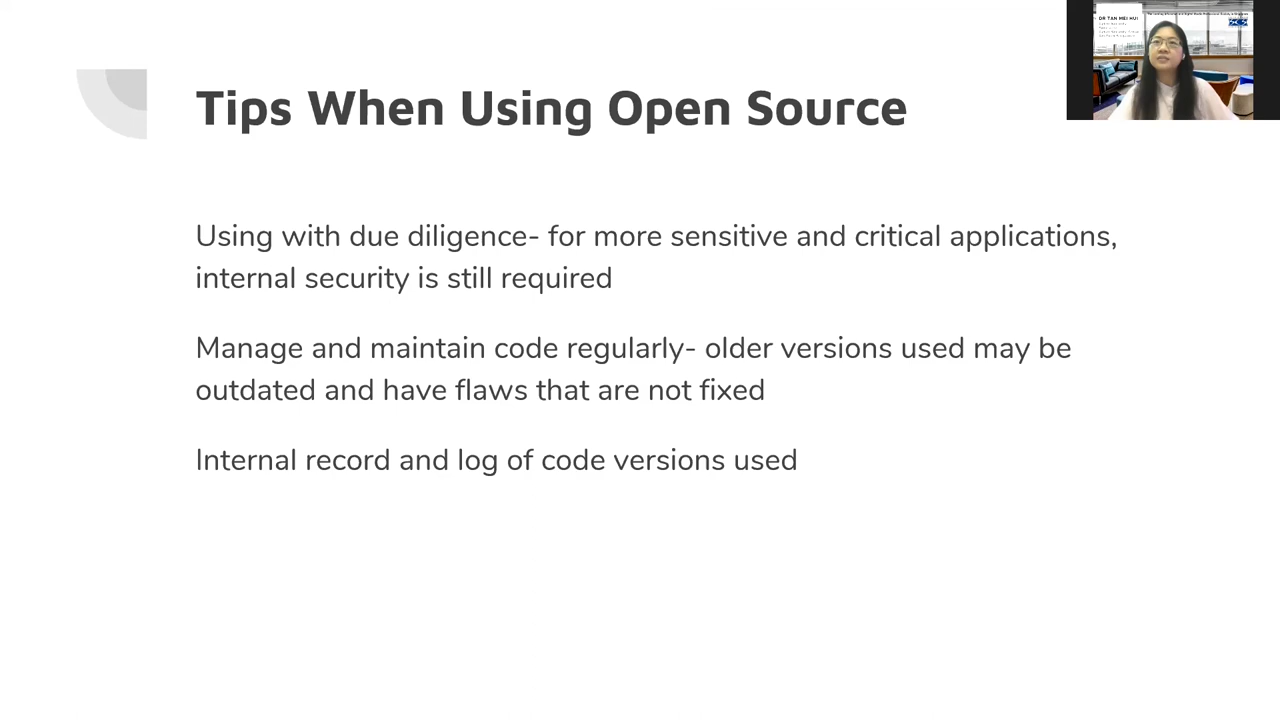 Tips When Using Open Source
DR TAN MEI HUI
Using with due diligence- for more sensitive and critical applications,
internal security is still required
Manage and maintain code regularly- older versions used may be
outdated and have flaws that are not fixed
Internal record and log of code versions used